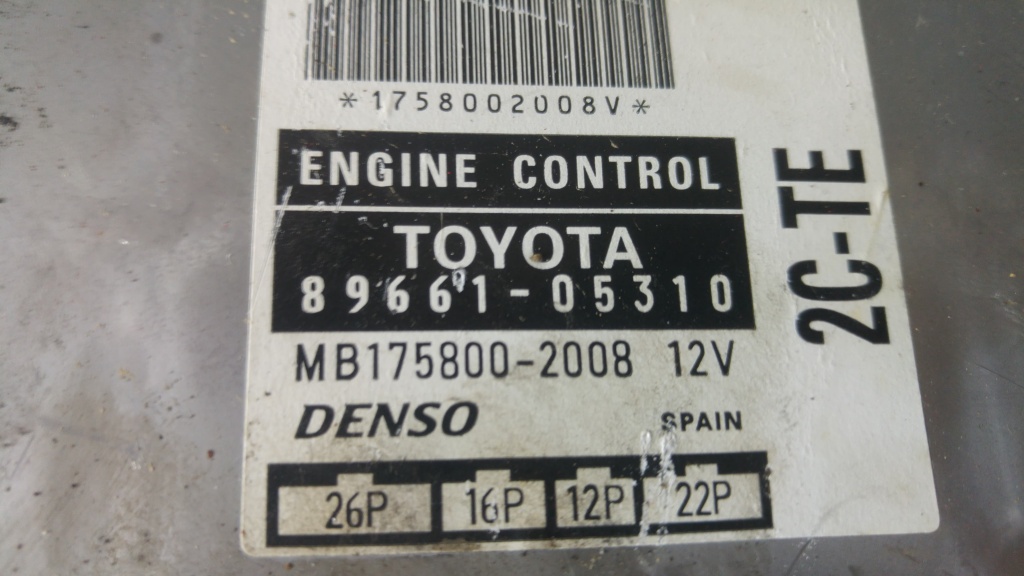 *1758002008V*
ENGINE CONTROL
TOYOTA
89661-05310
MB175800-2008 12V
DENSO SPAIN
26P 16P 12P 22P
2C-TE